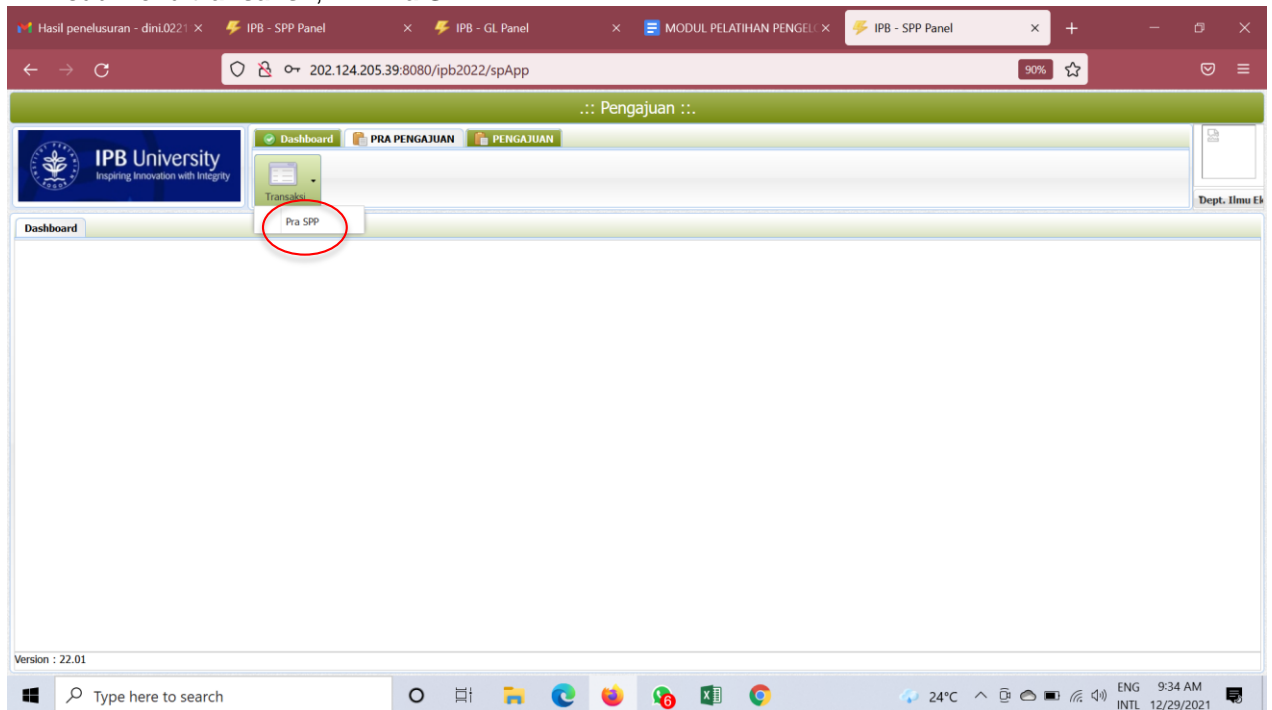 Hasil penelusuran - dini.0221
IPB - SPP Panel
IPB - GL Panel
MODUL PELATIHAN PENGEL
IPB - SPP Panel
202.124.205.39:8080/ipb2022/spApp
90%
.:: Pengajuan ::.
IPB University
Inspiring Innovation with Integrity
Dashboard
PRA PENGAJUAN
PENGAJUAN
Transaksi
Dept. Ilmu Ek
Dashboard
Pra SPP
Version : 22.01
Type here to search
6
24°C
ENG
INTL
9:34 AM
12/29/2021